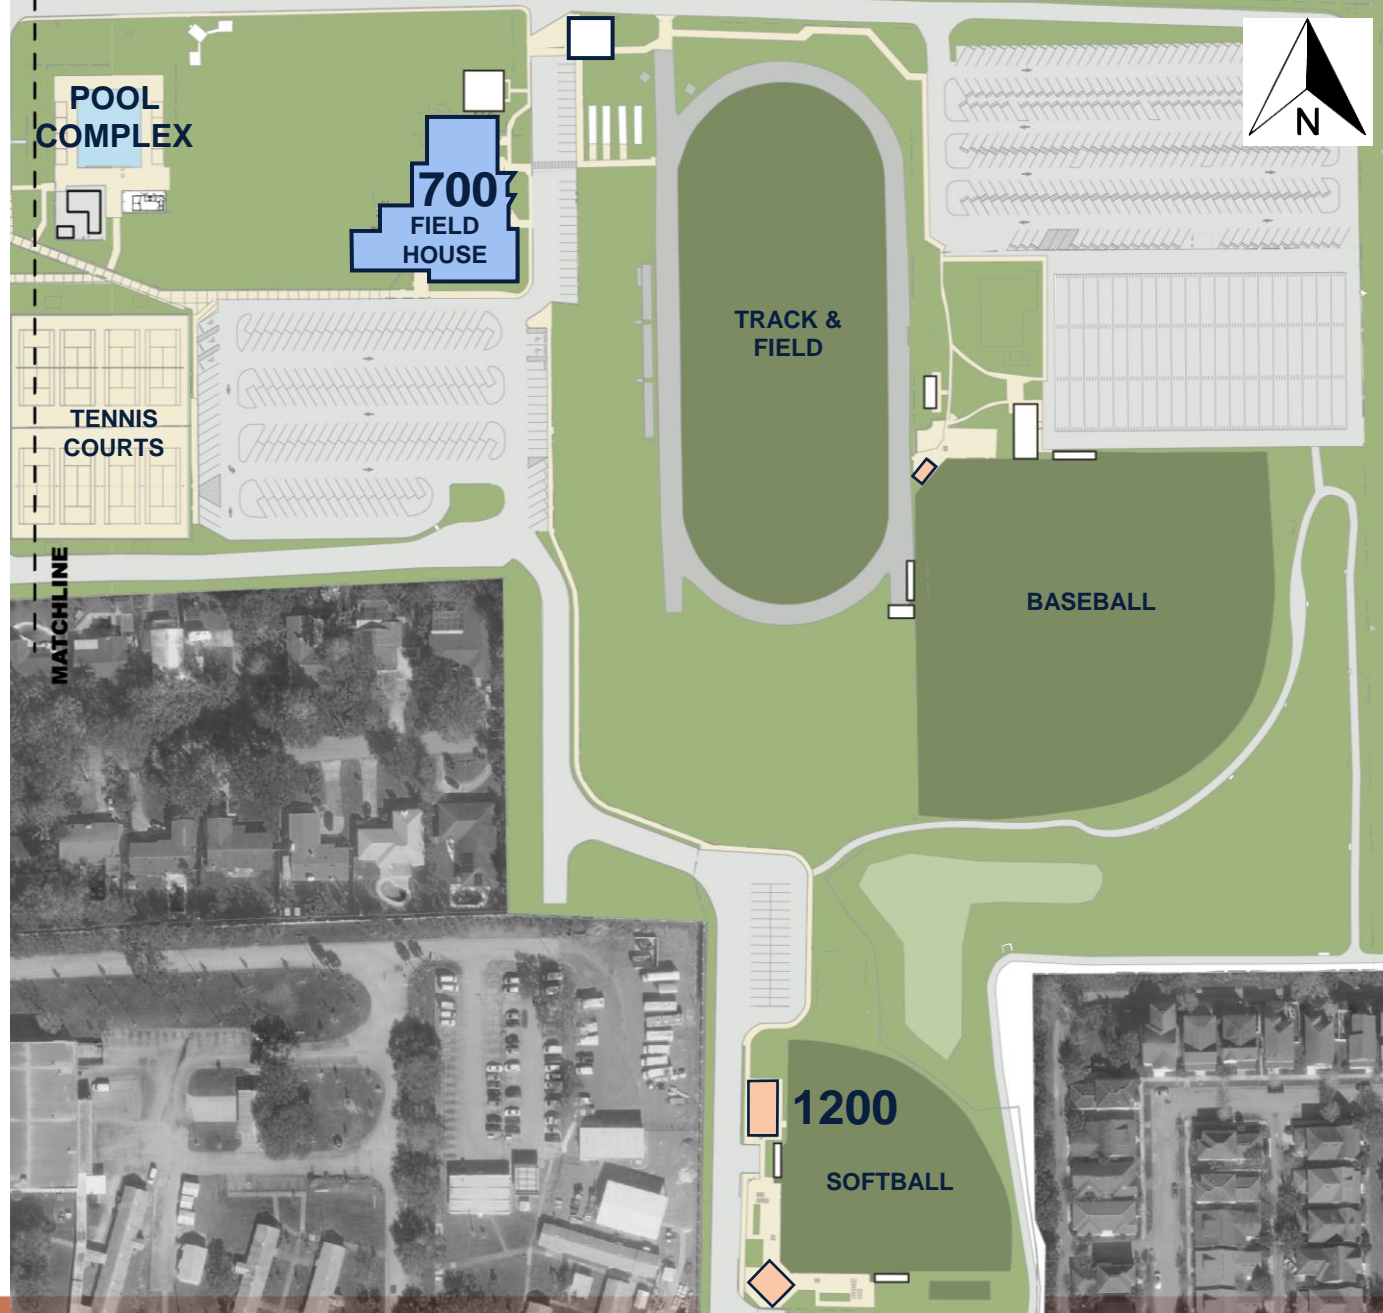 N
POOL
COMPLEX
700
FIELD
HOUSE
TRACK &
FIELD
TENNIS
COURTS
MATCHLINE
BASEBALL
1200
SOFTBALL